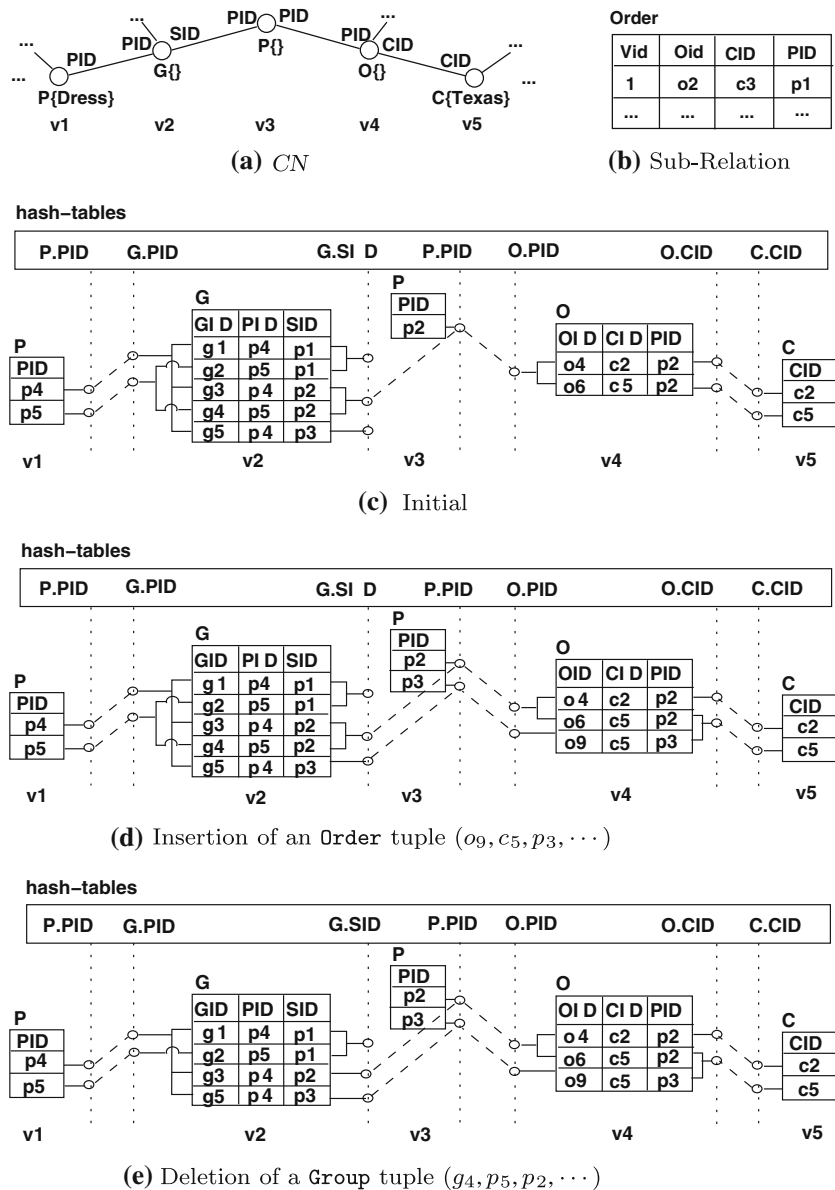 ... PID PID ... Order
... PID SID PID CID CID ... Vid Oid CID PID
... G{} P{} O{} ... 1 o2 c3 p1
P{Dress} C{Texas} ... ... ... ...
v1 v2 v3 v4 v5
(a) CN (b) Sub-Relation
hash-tables
P.PID G.PID G.SI D P.PID O.PID O.CID C.CID
G P O
GI D PI D SID PID OI D CI D PID
P g1 p4 p1 p2 o4 c2 p2 C
PID g2 p5 p1 o6 c5 p2 CID
p4 g3 p4 p2 c2
p5 g4 p5 p2 c5
g5 p4 p3
v1 v2 v3 v4 v5
(c) Initial
hash-tables
P.PID G.PID G.SI D P.PID O.PID O.CID C.CID
G P O
GID PI D SID PID OID CI D PID
P g1 p4 p1 p2 o4 c2 p2 C
PID g2 p5 p1 p3 o6 c5 p2 CID
p4 g3 p4 p2 o9 c5 p3 c2
p5 g4 p5 p2 c5
g5 p4 p3
v1 v2 v3 v4 v5
(d) Insertion of an Order tuple (o9, c5, p3, ···)
hash-tables
P.PID G.PID G.SID P.PID O.PID O.CID C.CID
G P O
GID PID SID PID OI D CI D PID
P g1 p4 p1 p2 o4 c2 p2 C
PID g2 p5 p1 p3 o6 c5 p2 CID
p4 g3 p4 p2 o9 c5 p3 c2
p5 g5 p4 p3 c5
v1 v2 v3 v4 v5
(e) Deletion of a Group tuple (g4, p5, p2, ···)